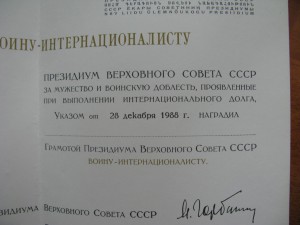 ВОИНУ-ИНТЕРНАЦИОНАЛИСТУ
ПРЕЗИДИУМ ВЕРХОВНОГО СОВЕТА СССР
ЗА МУЖЕСТВО И ВОИНСКУЮ ДОБЛЕСТЬ, ПРОЯВЛЕННЫЕ
ПРИ ВЫПОЛНЕНИИ ИНТЕРНАЦИОНАЛЬНОГО ДОЛГА,
УКАЗОМ от 28 декабря 1988 г. НАГРАДИЛ
ГРАМОТОЙ ПРЕЗИДИУМА ВЕРХОВНОГО СОВЕТА СССР
ВОИНУ-ИНТЕРНАЦИОНАЛИСТУ.
ЗИДИУМА ВЕРХОВНОГО СОВЕТА СССР